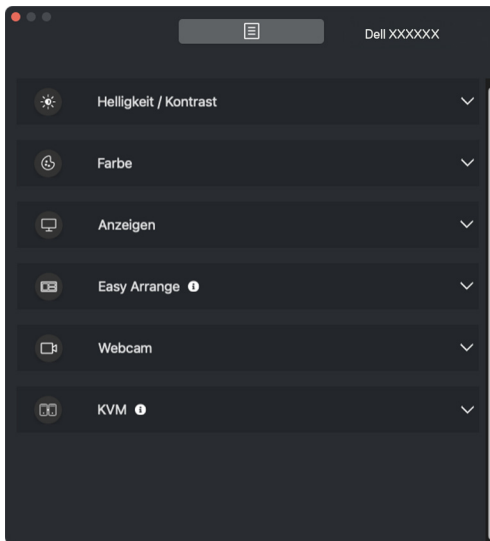 Dell XXXXXX
Helligkeit / Kontrast
Farbe
Anzeigen
Easy Arrange
Webcam
KVM